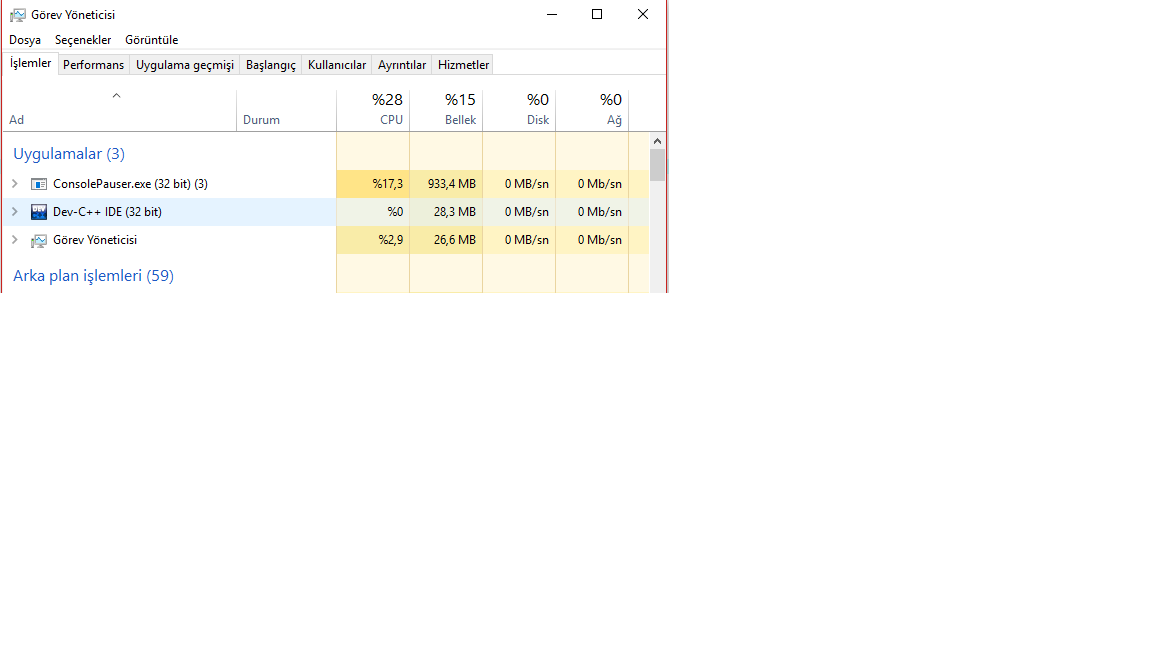 Görev Yöneticisi
Dosya Seçenekler Görüntüle
İşlemler Performans Uygulama geçmişi Başlangıç Kullanıcılar Ayrıntılar Hizmetler
%28 %15 %0 %0
Ad Durum CPU Bellek Disk Ağ
Uygulamalar (3)
ConsolePauser.exe (32 bit) (3) %17,3 933,4 MB 0 MB/sn 0 Mb/sn
Dev-C++ IDE (32 bit) %0 28,3 MB 0 MB/sn 0 Mb/sn
Görev Yöneticisi %2,9 26,6 MB 0 MB/sn 0 Mb/sn
Arka plan işlemleri (59)